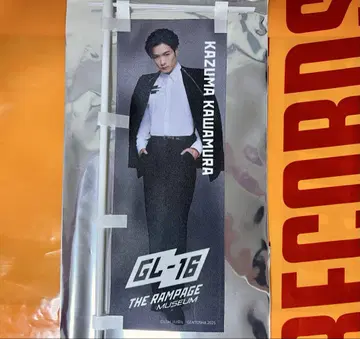 KAZUMA KAWAMURA
GL-16
THE RAMPAGE
MUSEUM
RECORDS